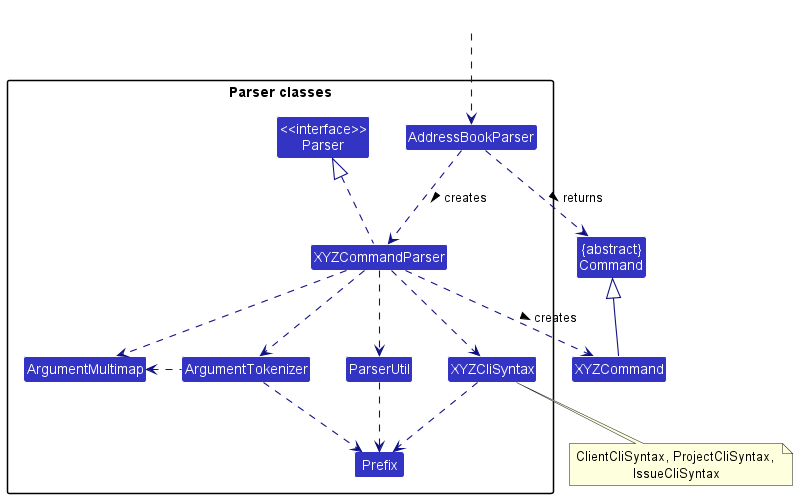 Parser classes
<<interface>>
Parser
AddressBookParser
creates
returns
XYZCommandParser
{abstract}
Command
creates
ArgumentMultimap
ArgumentTokenizer
ParserUtil
XYZCliSyntax
XYZCommand
Prefix
ClientCliSyntax, ProjectCliSyntax,
IssueCliSyntax